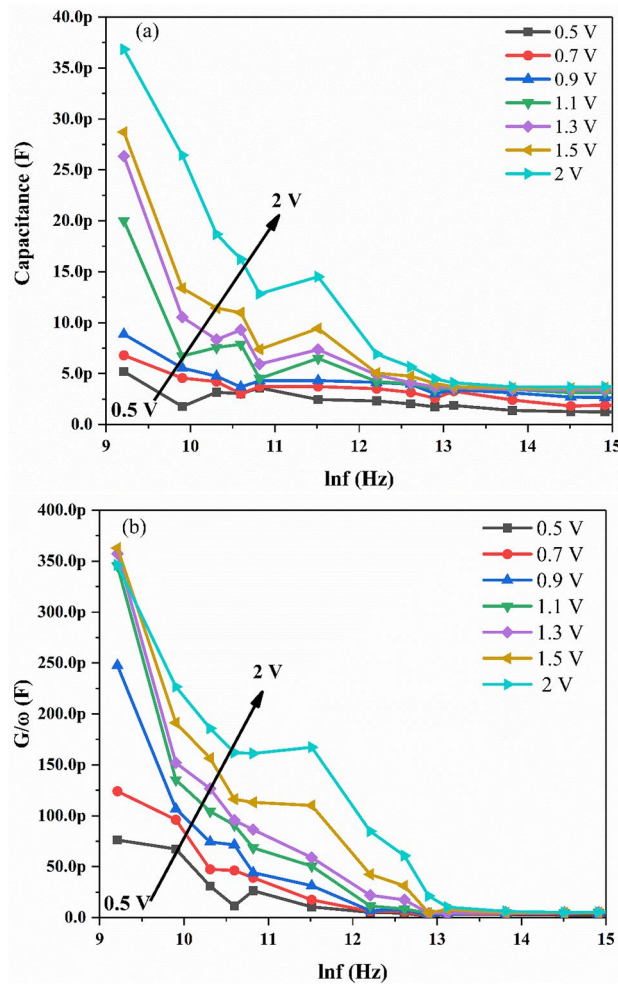 (a)
40.0p
35.0p
30.0p
25.0p
20.0p
15.0p
10.0p
5.0p
0.0
Capacitance (F)
0.5 V
0.7 V
0.9 V
1.1 V
1.3 V
1.5 V
2 V
2 V
0.5 V
9 10 11 12 13 14 15
lnf (Hz)
(b)
400.0p
350.0p
300.0p
250.0p
200.0p
150.0p
100.0p
50.0p
0.0
G/ω (F)
0.5 V
0.7 V
0.9 V
1.1 V
1.3 V
1.5 V
2 V
2 V
0.5 V
9 10 11 12 13 14 15
lnf (Hz)